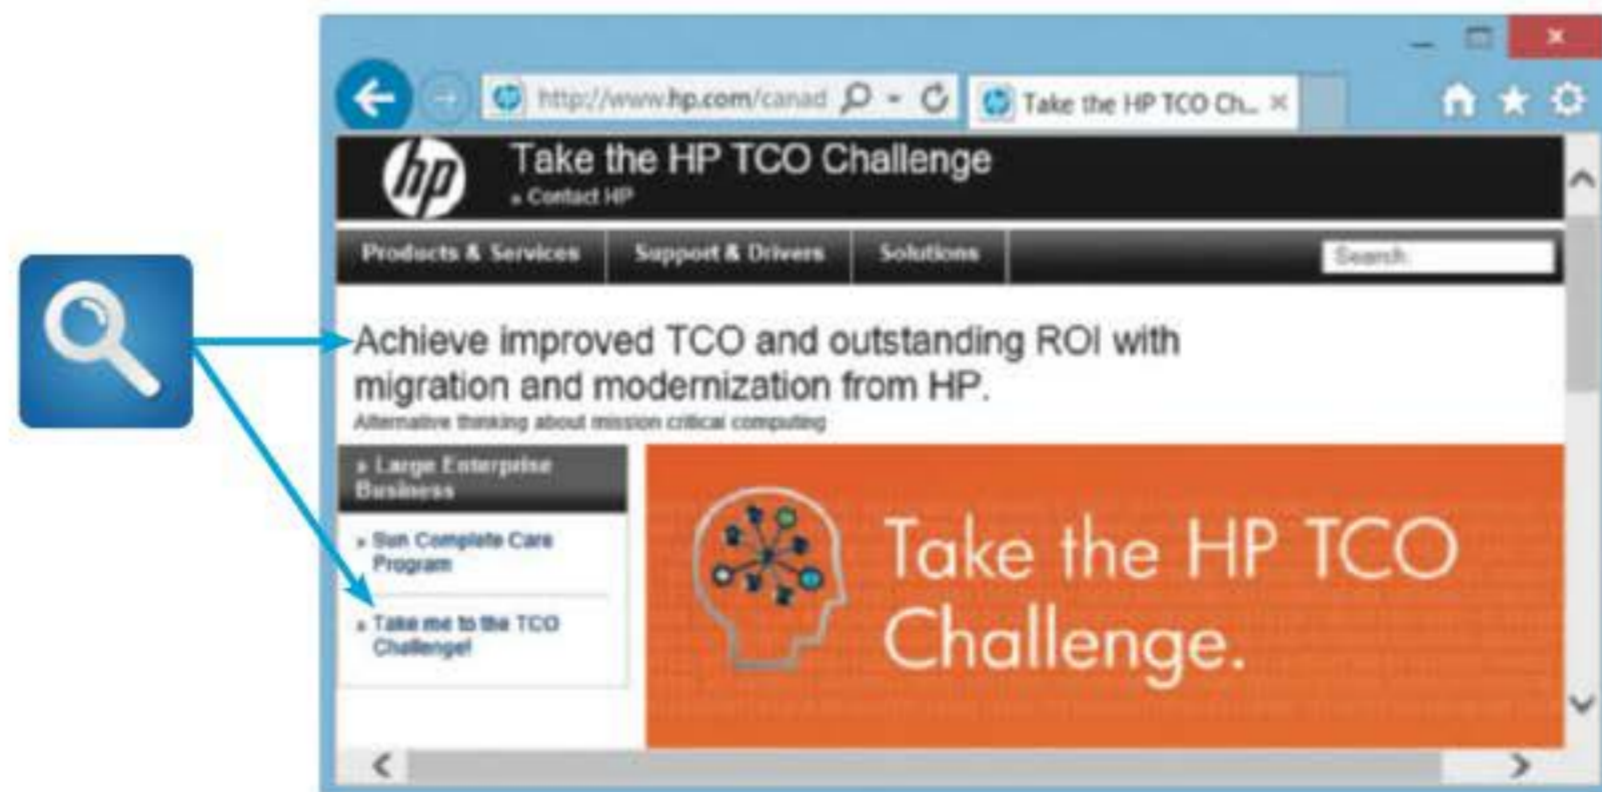 http://www.hp.com/canad
Take the HP TCO Ch...
hp
Take the HP TCO Challenge
» Contact HP
Products & Services
Support & Drivers
Solutions
Search:
Achieve improved TCO and outstanding ROI with
migration and modernization from HP.
Alternative thinking about mission critical computing
» Large Enterprise
Business
» Sun Complete Care
Program
» Take me to the TCO
Challenge!
Take the HP TCO
Challenge.